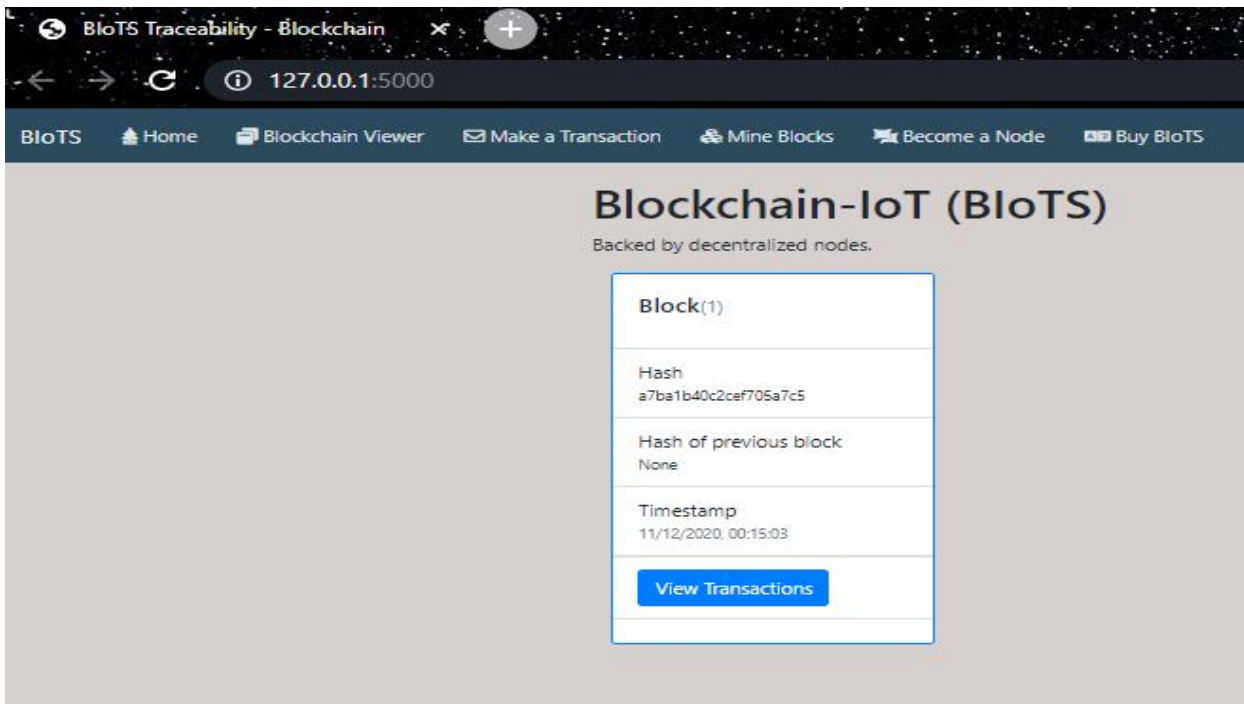 BIoTS Traceability - Blockchain
127.0.0.1:5000
BIoTS Home Blockchain Viewer Make a Transaction Mine Blocks Become a Node Buy BIoTS
Blockchain-IoT (BIoTS)
Backed by decentralized nodes.
Block(1)
Hash
a7ba1b40c2cef705a7c5
Hash of previous block
None
Timestamp
11/12/2020, 00:15:03
View Transactions